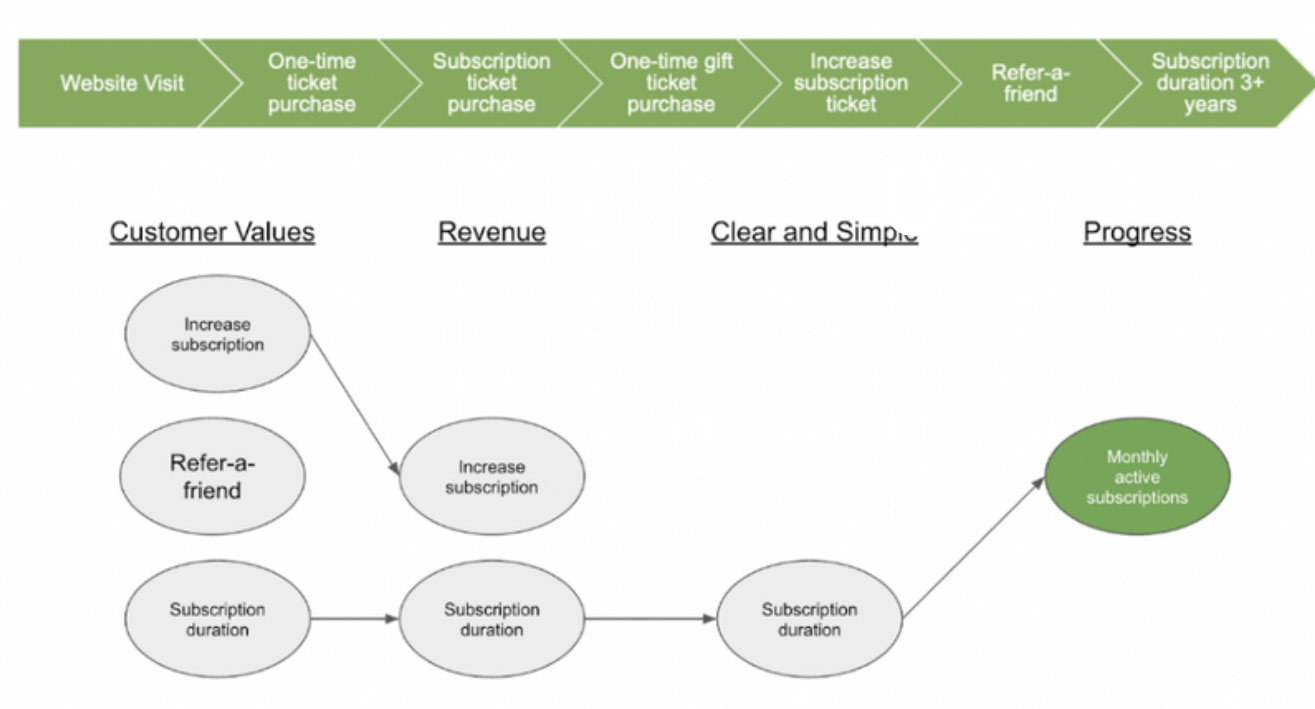 Website Visit
One-time
ticket
purchase
Subscription
ticket
purchase
One-time gift
ticket
purchase
Increase
subscription
ticket
Refer-a-
friend
Subscription
duration 3+
years
Customer Values
Revenue
Clear and Simple
Progress
Increase
subscription
Refer-a-
friend
Increase
subscription
Monthly
active
subscriptions
Subscription
duration
Subscription
duration
Subscription
duration